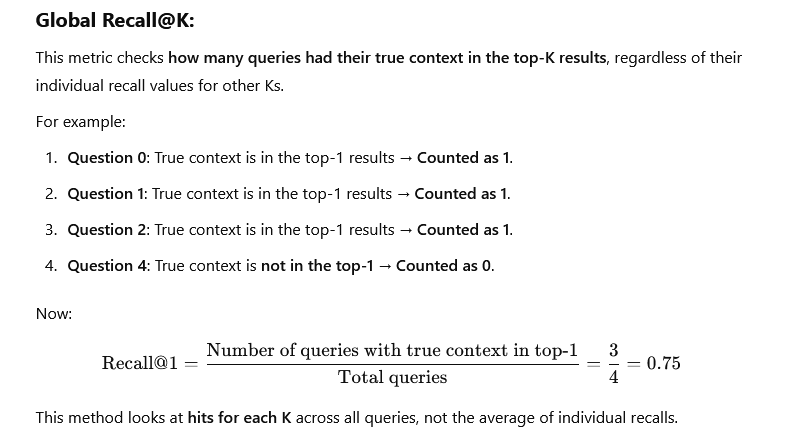 Global Recall@K:
This metric checks how many queries had their true context in the top-K results, regardless of their
individual recall values for other Ks.
For example:
1. Question 0: True context is in the top-1 results → Counted as 1.
2. Question 1: True context is in the top-1 results → Counted as 1.
3. Question 2: True context is in the top-1 results → Counted as 1.
4. Question 4: True context is not in the top-1 → Counted as 0.
Now:
Recall@1 = Number of queries with true context in top-1 / Total queries = 3/4 = 0.75
This method looks at hits for each K across all queries, not the average of individual recalls.